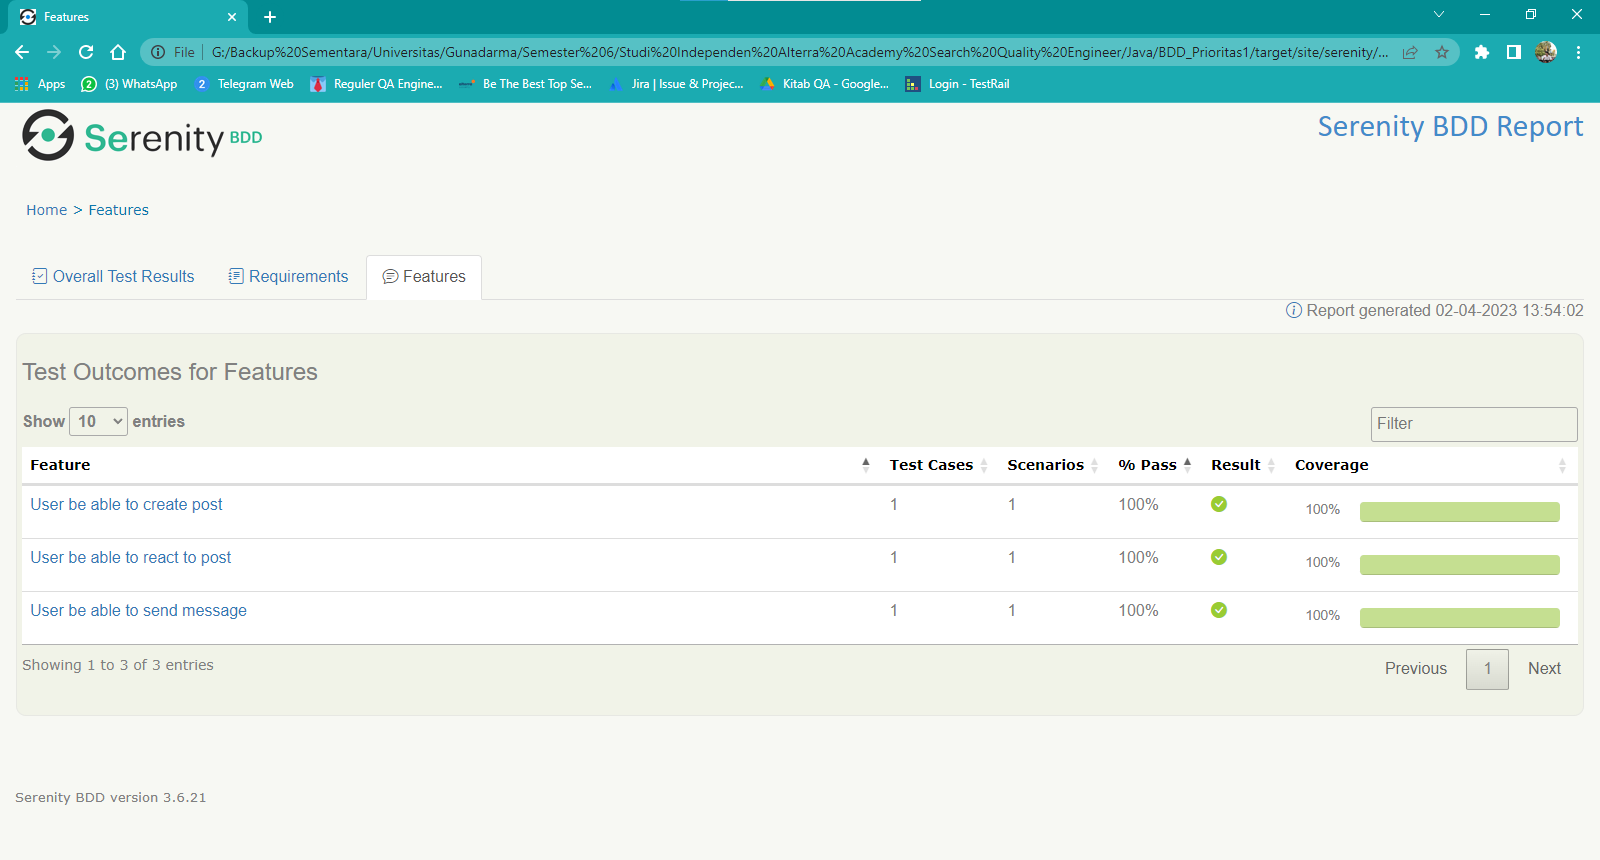 Features
File G:/Backup%20Sementara/Universitas/Gunadarma/Semester%206/Studi%20Independen%20Alterra%20Academy%20Search%20Quality%20Engineer/Java/BDD_Prioritas1/target/site/serenity/...
Apps 2 (3) WhatsApp 2 Telegram Web Reguler QA Engine... Be The Best Top Se... Jira | Issue & Projec... Kitab QA - Google... Login - TestRail
Serenity BDD
Serenity BDD Report
Home > Features
Overall Test Results Requirements Features
Report generated 02-04-2023 13:54:02
Test Outcomes for Features
Show 10 entries
Filter
Feature Test Cases Scenarios % Pass Result Coverage
User be able to create post 1 1 100% 100%
User be able to react to post 1 1 100% 100%
User be able to send message 1 1 100% 100%
Showing 1 to 3 of 3 entries
Previous 1 Next
Serenity BDD version 3.6.21